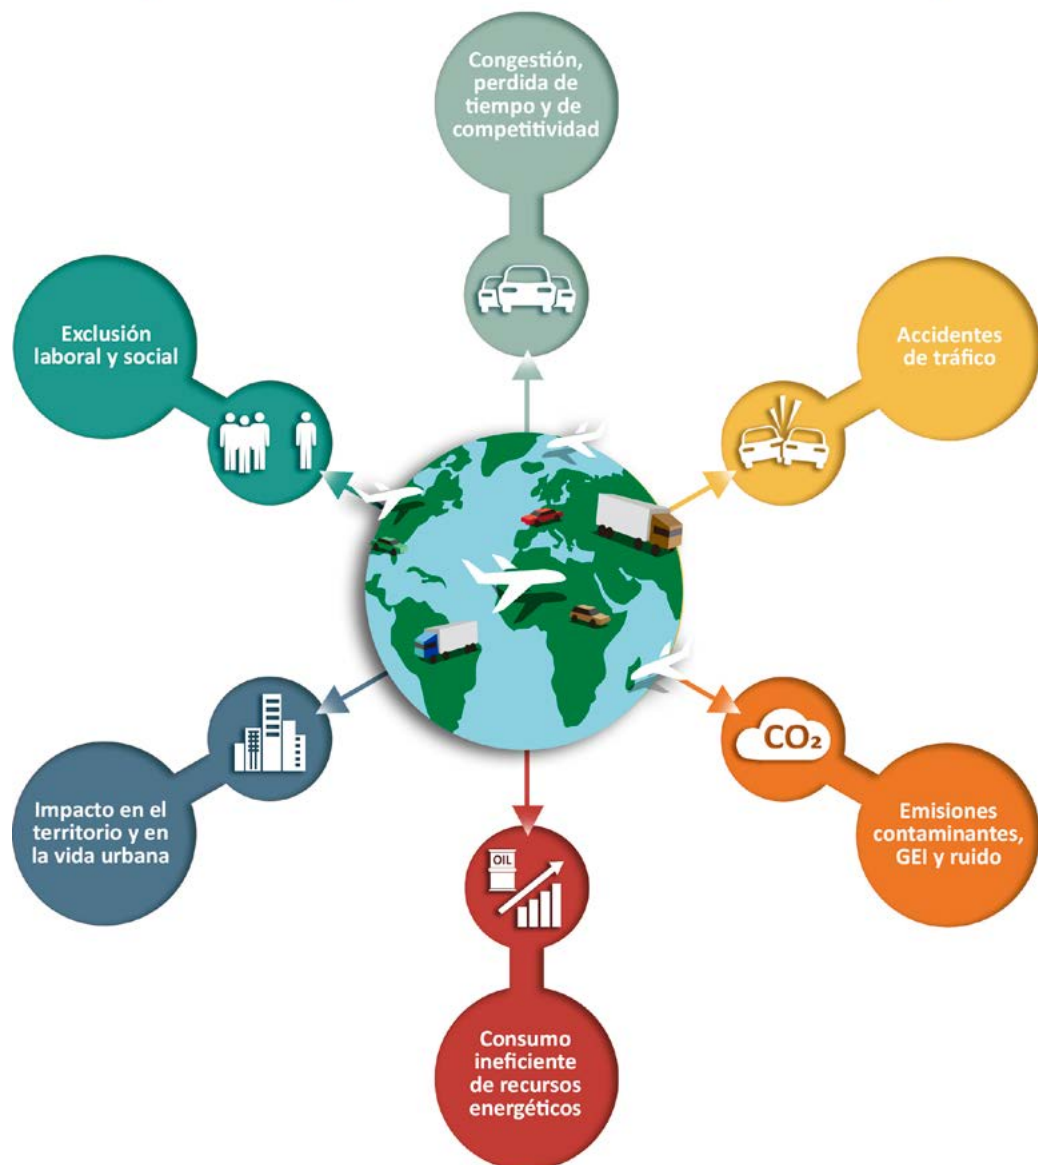 Congestión,
perdida de
tiempo y de
competitividad
Exclusión
laboral y social
Accidentes
de tráfico
CO₂
Impacto en el
territorio y en
la vida urbana
Emisiones
contaminantes,
GEI y ruido
OIL
Consumo
ineficiente
de recursos
energéticos